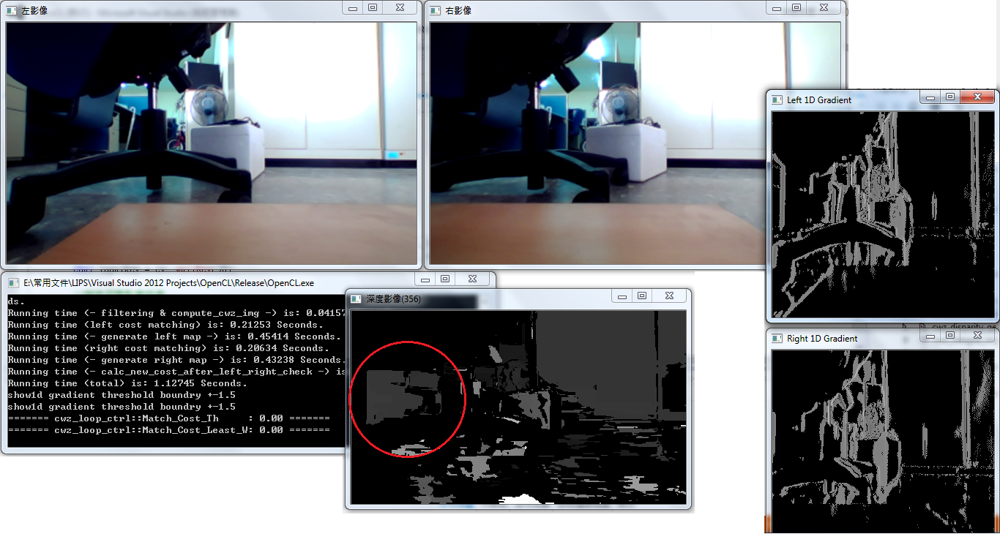 左影像
右影像
Left 1D Gradient
E:\常用文件\LIPS\Visual Studio 2012 Projects\OpenCL\Release\OpenCL.exe
ds.
Running time (- filtering & compute_cwz_img -) is: 0.04157
Running time (left cost matching) is: 0.21253 Seconds.
Running time (- generate left map -) is: 0.45414 Seconds.
Running time (right cost matching) is: 0.20634 Seconds.
Running time (- generate right map -) is: 0.43238 Seconds.
Running time (- calc_new_cost_after_left_right_check -) is
Running time (total) is: 1.12745 Seconds.
show1d gradient threshold boundry +-1.5
show1d gradient threshold boundry +-1.5
======= cwz_loop_ctrl::Match_Cost_Th     : 0.00 =======
======= cwz_loop_ctrl::Match_Cost_Least_W: 0.00 =======
深度影像(356)
Right 1D Gradient